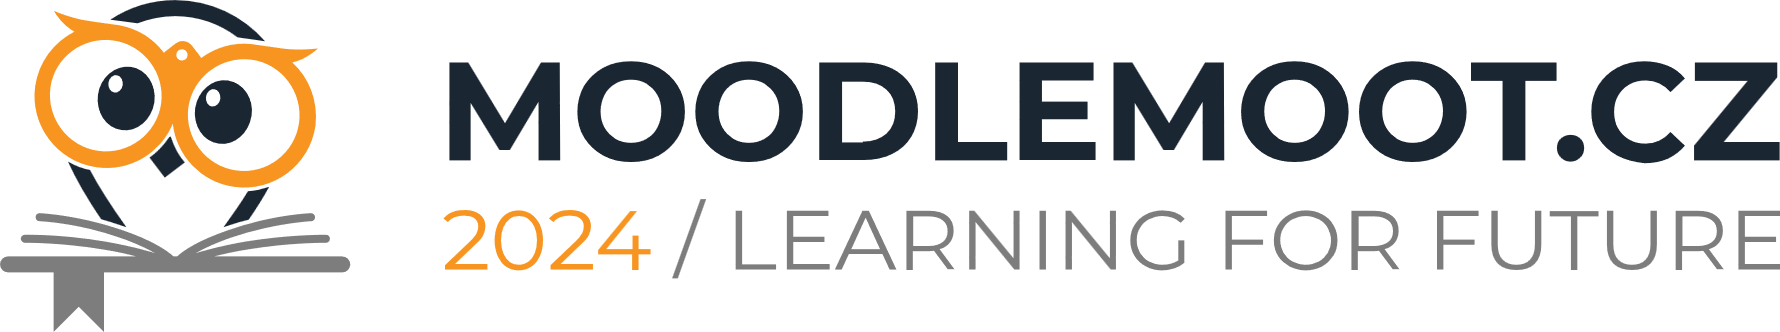 MOODLEMOOT.CZ
2024 / LEARNING FOR FUTURE